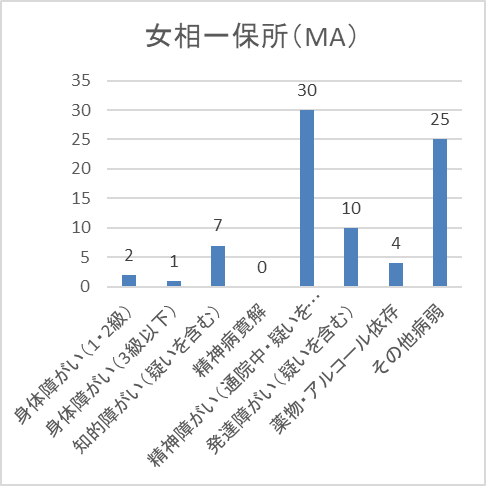 女相一保所（MA）
35
30
25
20
15
10
5
0
2
1
7
0
30
10
4
25
身体障がい（1・2級）
身体障がい（3級以下）
知的障がい（疑いを含む）
精神病寛解
精神障がい（通院中・疑いを…
発達障がい（疑いを含む）
薬物・アルコール依存
その他病弱